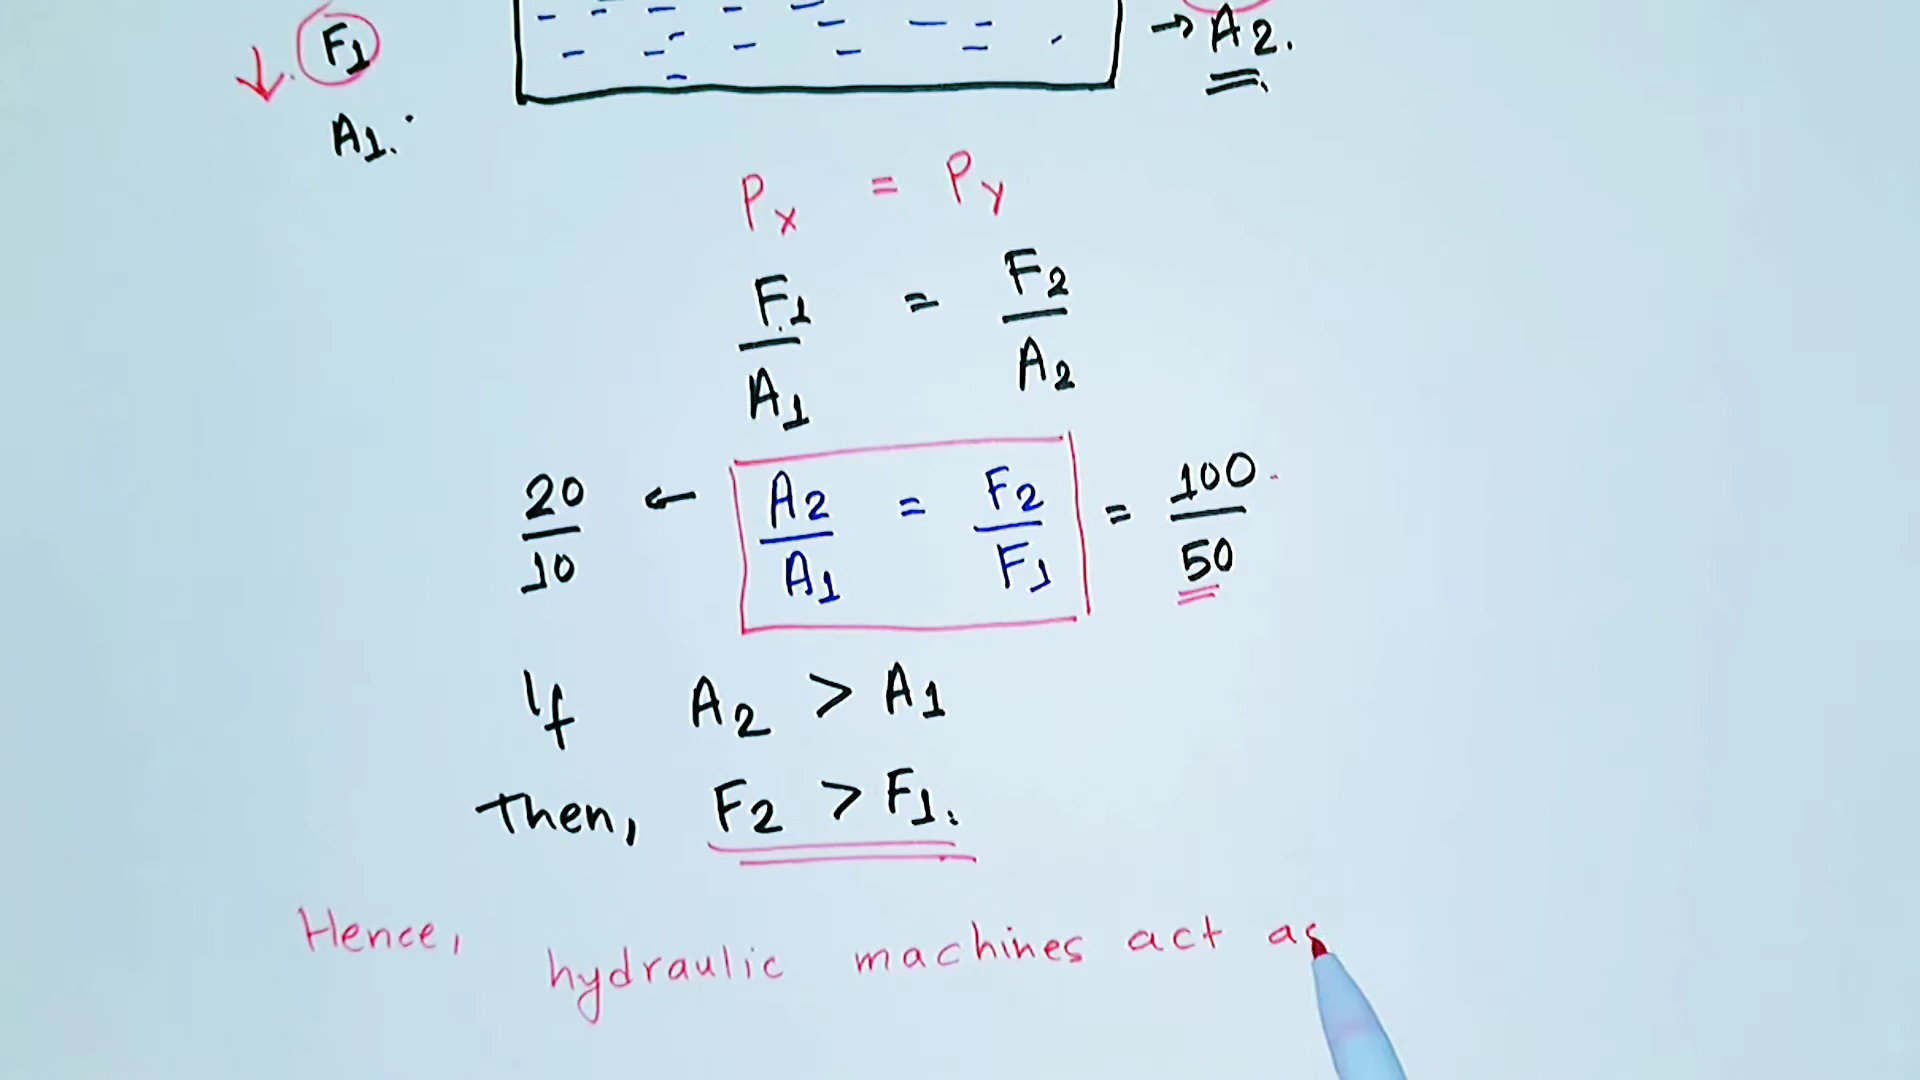 F1
→ A2.
A1.
Px = Py
F1/A1 = F2/A2
20/10 ← A2/A1 = F2/F1 = 100/50
If A2 > A1
Then, F2 > F1.
Hence, hydraulic machines act as